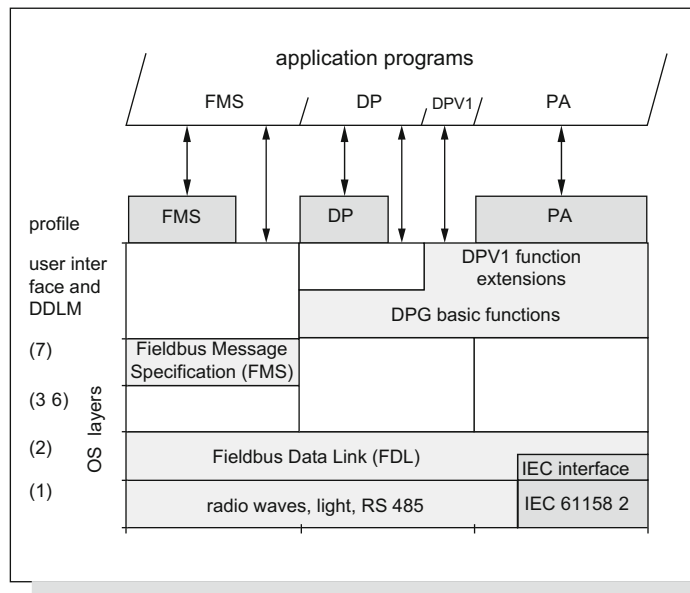 application programs
FMS DP DPV1 PA
profile FMS DP PA
user inter
face and
DDLM
DPV1 function
extensions
DPG basic functions
(7) Fieldbus Message
Specification (FMS)
(3 6)
OS layers
(2) Fieldbus Data Link (FDL)
IEC interface
(1) radio waves, light, RS 485 IEC 61158 2